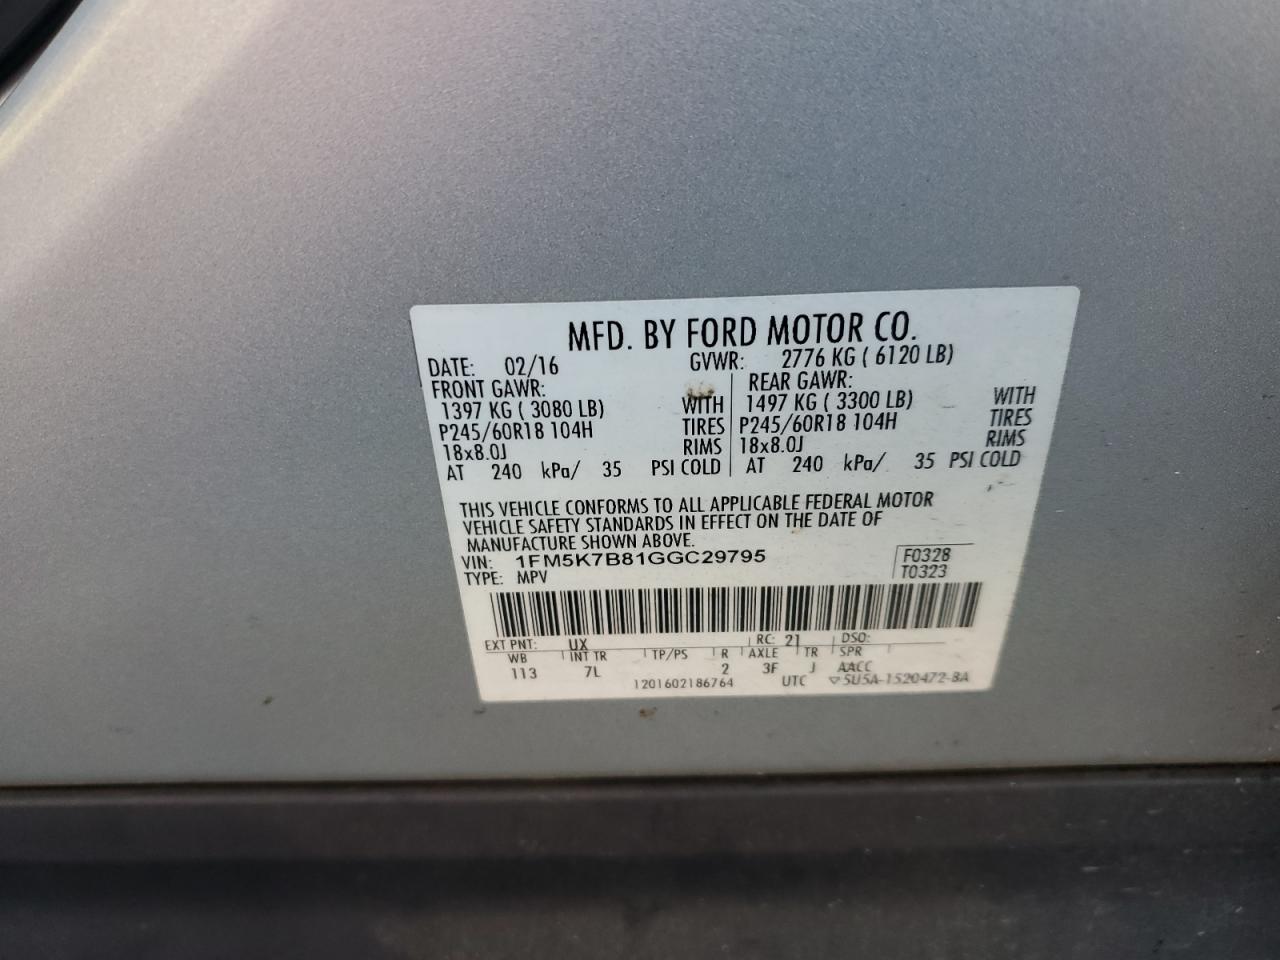 MFD. BY FORD MOTOR CO.
DATE: 02/16 GVWR: 2776 KG ( 6120 LB)
FRONT GAWR: REAR GAWR:
1397 KG ( 3080 LB) WITH 1497 KG ( 3300 LB) WITH
P245/60R18 104H TIRES P245/60R18 104H TIRES
18x8.0J RIMS 18x8.0J RIMS
AT 240 kPa/ 35 PSI COLD AT 240 kPa/ 35 PSI COLD
THIS VEHICLE CONFORMS TO ALL APPLICABLE FEDERAL MOTOR
VEHICLE SAFETY STANDARDS IN EFFECT ON THE DATE OF
MANUFACTURE SHOWN ABOVE.
VIN: 1FM5K7B81GGC29795 F0328
TYPE: MPV T0323
EXT PNT: UX RC: 21 DSO:
WB INT TR TP/PS R AXLE TR SPR
113 7L 2 3F J AACC
1201602186764 UTC ▽5U5A-1520472-BA